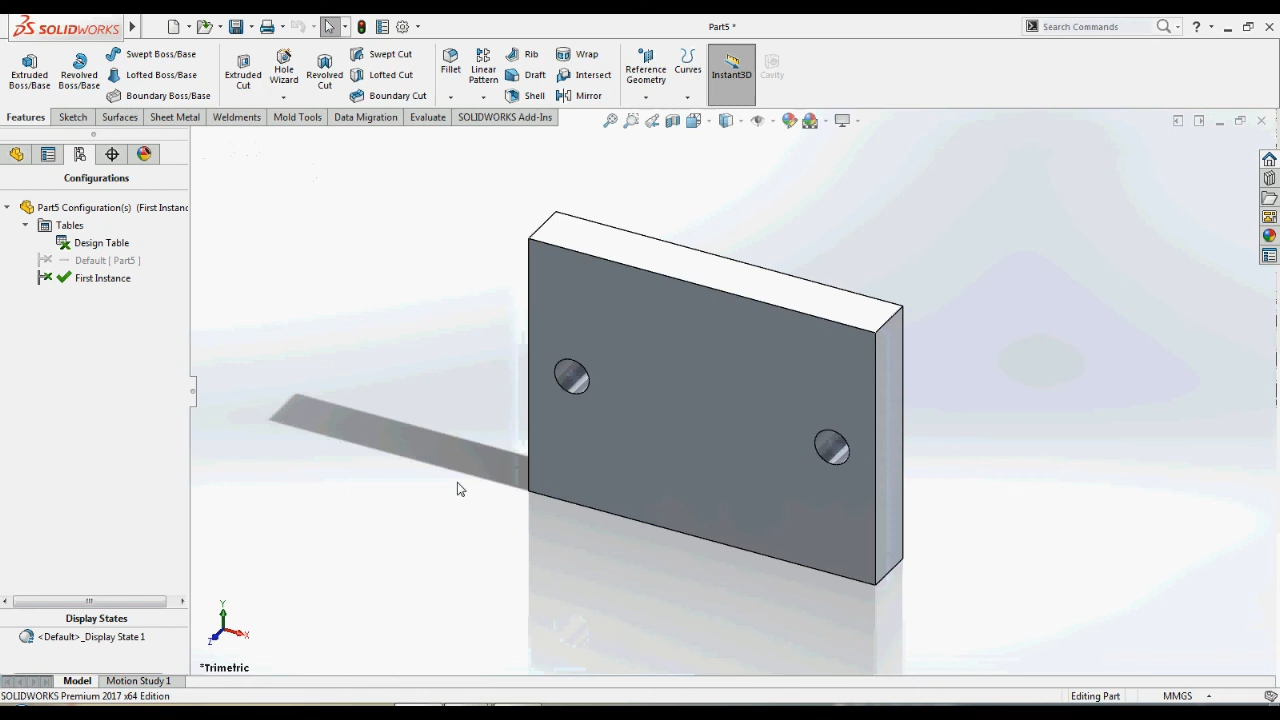 SOLIDWORKS
Part5 *
Search Commands
?
Extruded Boss/Base
Revolved Boss/Base
Swept Boss/Base
Lofted Boss/Base
Boundary Boss/Base
Extruded Cut
Hole Wizard
Revolved Cut
Swept Cut
Lofted Cut
Boundary Cut
Fillet
Linear Pattern
Rib
Draft
Shell
Wrap
Intersect
Mirror
Reference Geometry
Curves
Instant3D
Cavity
Features Sketch Surfaces Sheet Metal Weldments Mold Tools Data Migration Evaluate SOLIDWORKS Add-Ins
Configurations
Part5 Configuration(s) (First Instanc
Tables
Design Table
Default [ Part5 ]
First Instance
Display States
<Default>_Display State 1
Y
X
Z
*Trimetric
Model Motion Study 1
SOLIDWORKS Premium 2017 x64 Edition
Editing Part
MMGS